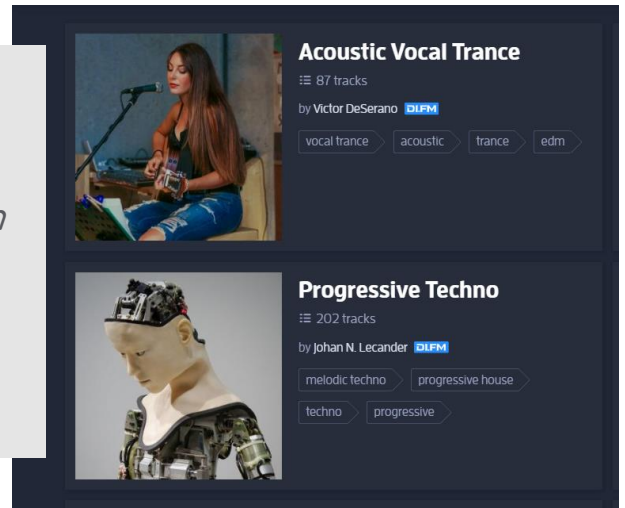 Acoustic Vocal Trance
87 tracks
by Victor DeSerano DI.FM
vocal trance acoustic trance edm
Progressive Techno
202 tracks
by Johan N. Lecander DI.FM
melodic techno progressive house
techno progressive